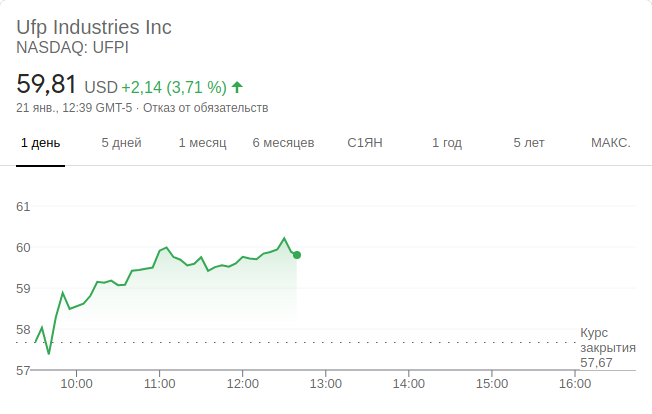 Ufp Industries Inc
NASDAQ: UFPI
59,81 USD +2,14 (3,71 %)
21 янв., 12:39 GMT-5 · Отказ от обязательств
1 день 5 дней 1 месяц 6 месяцев С1ЯН 1 год 5 лет МАКС.
61
60
59
58
Курс
закрытия
57,67
57
10:00 11:00 12:00 13:00 14:00 15:00 16:00